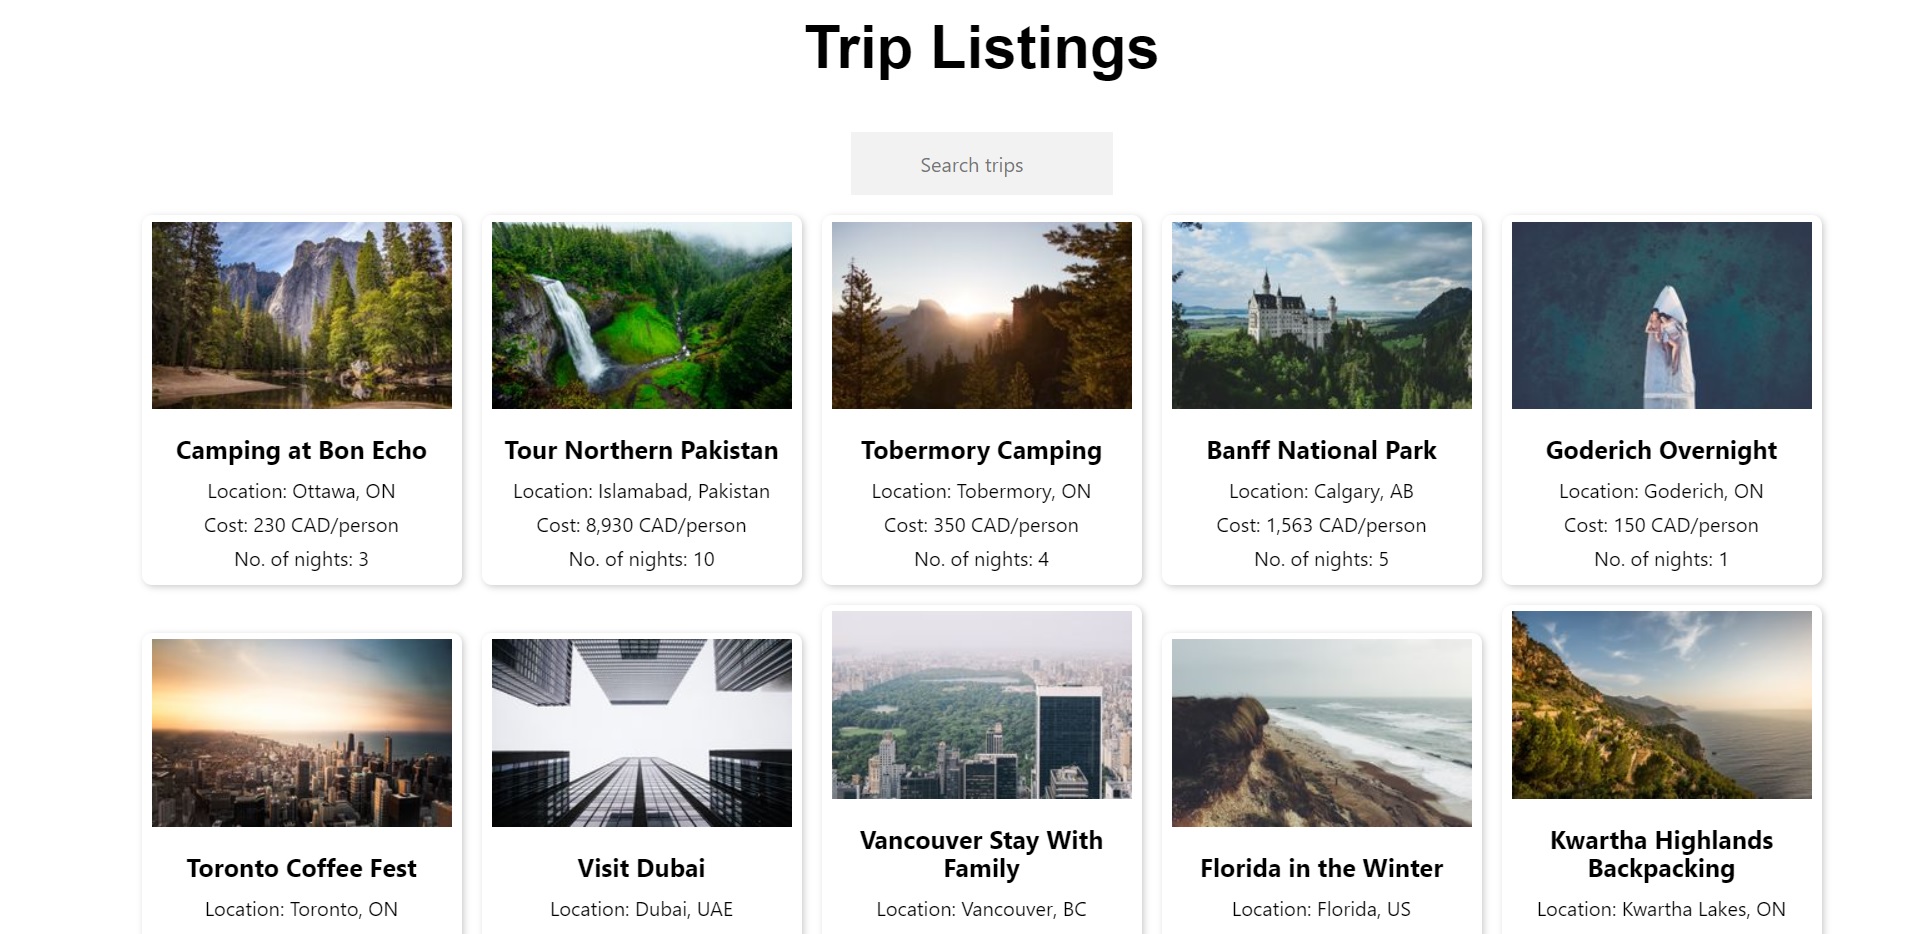 Trip Listings
Search trips
Camping at Bon Echo
Location: Ottawa, ON
Cost: 230 CAD/person
No. of nights: 3
Tour Northern Pakistan
Location: Islamabad, Pakistan
Cost: 8,930 CAD/person
No. of nights: 10
Tobermory Camping
Location: Tobermory, ON
Cost: 350 CAD/person
No. of nights: 4
Banff National Park
Location: Calgary, AB
Cost: 1,563 CAD/person
No. of nights: 5
Goderich Overnight
Location: Goderich, ON
Cost: 150 CAD/person
No. of nights: 1
Toronto Coffee Fest
Location: Toronto, ON
Visit Dubai
Location: Dubai, UAE
Vancouver Stay With
Family
Location: Vancouver, BC
Florida in the Winter
Location: Florida, US
Kwartha Highlands
Backpacking
Location: Kwartha Lakes, ON